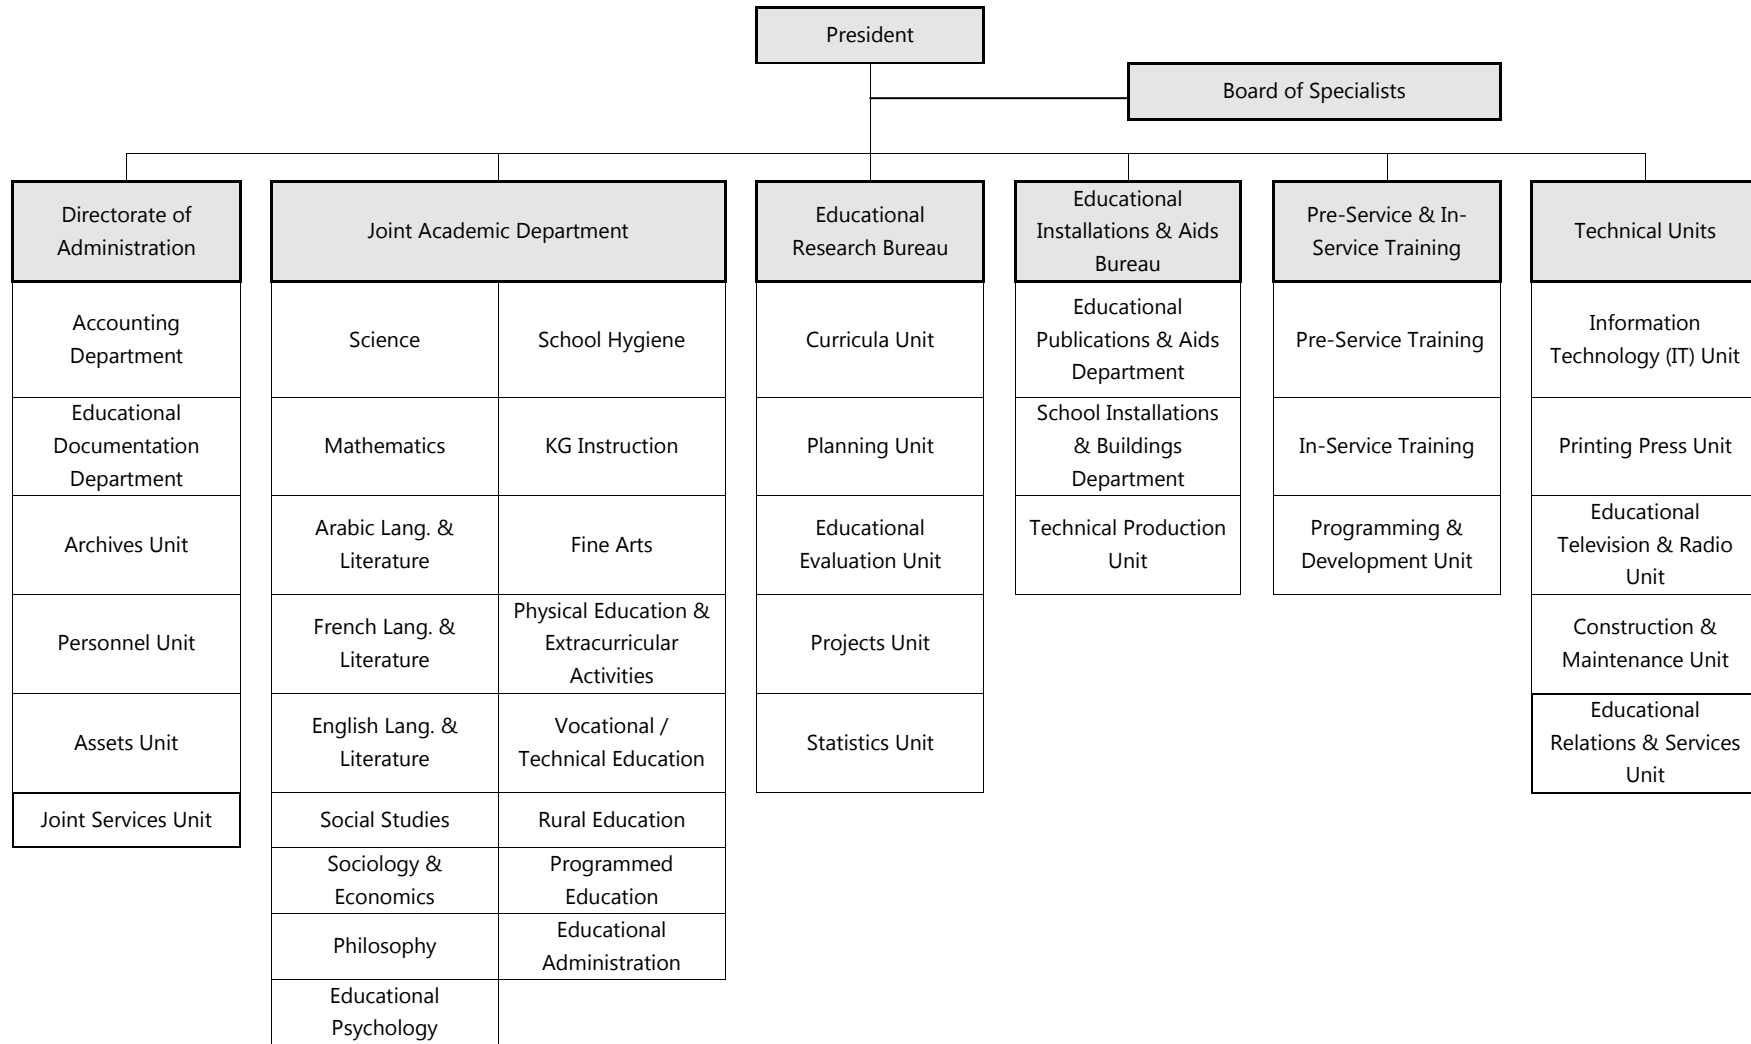 President
Board of Specialists
Directorate of
Administration
Joint Academic Department
Educational
Research Bureau
Educational
Installations & Aids
Bureau
Pre-Service & In-
Service Training
Technical Units
Accounting
Department
Science
School Hygiene
Curricula Unit
Educational
Publications & Aids
Department
Pre-Service Training
Information
Technology (IT) Unit
Educational
Documentation
Department
Mathematics
KG Instruction
Planning Unit
School Installations
& Buildings
Department
In-Service Training
Printing Press Unit
Archives Unit
Arabic Lang. &
Literature
Fine Arts
Educational
Evaluation Unit
Technical Production
Unit
Programming &
Development Unit
Educational
Television & Radio
Unit
Personnel Unit
French Lang. &
Literature
Physical Education &
Extracurricular
Activities
Projects Unit
Construction &
Maintenance Unit
Assets Unit
English Lang. &
Literature
Vocational /
Technical Education
Statistics Unit
Educational
Relations & Services
Unit
Joint Services Unit
Social Studies
Rural Education
Sociology &
Economics
Programmed
Education
Philosophy
Educational
Administration
Educational
Psychology